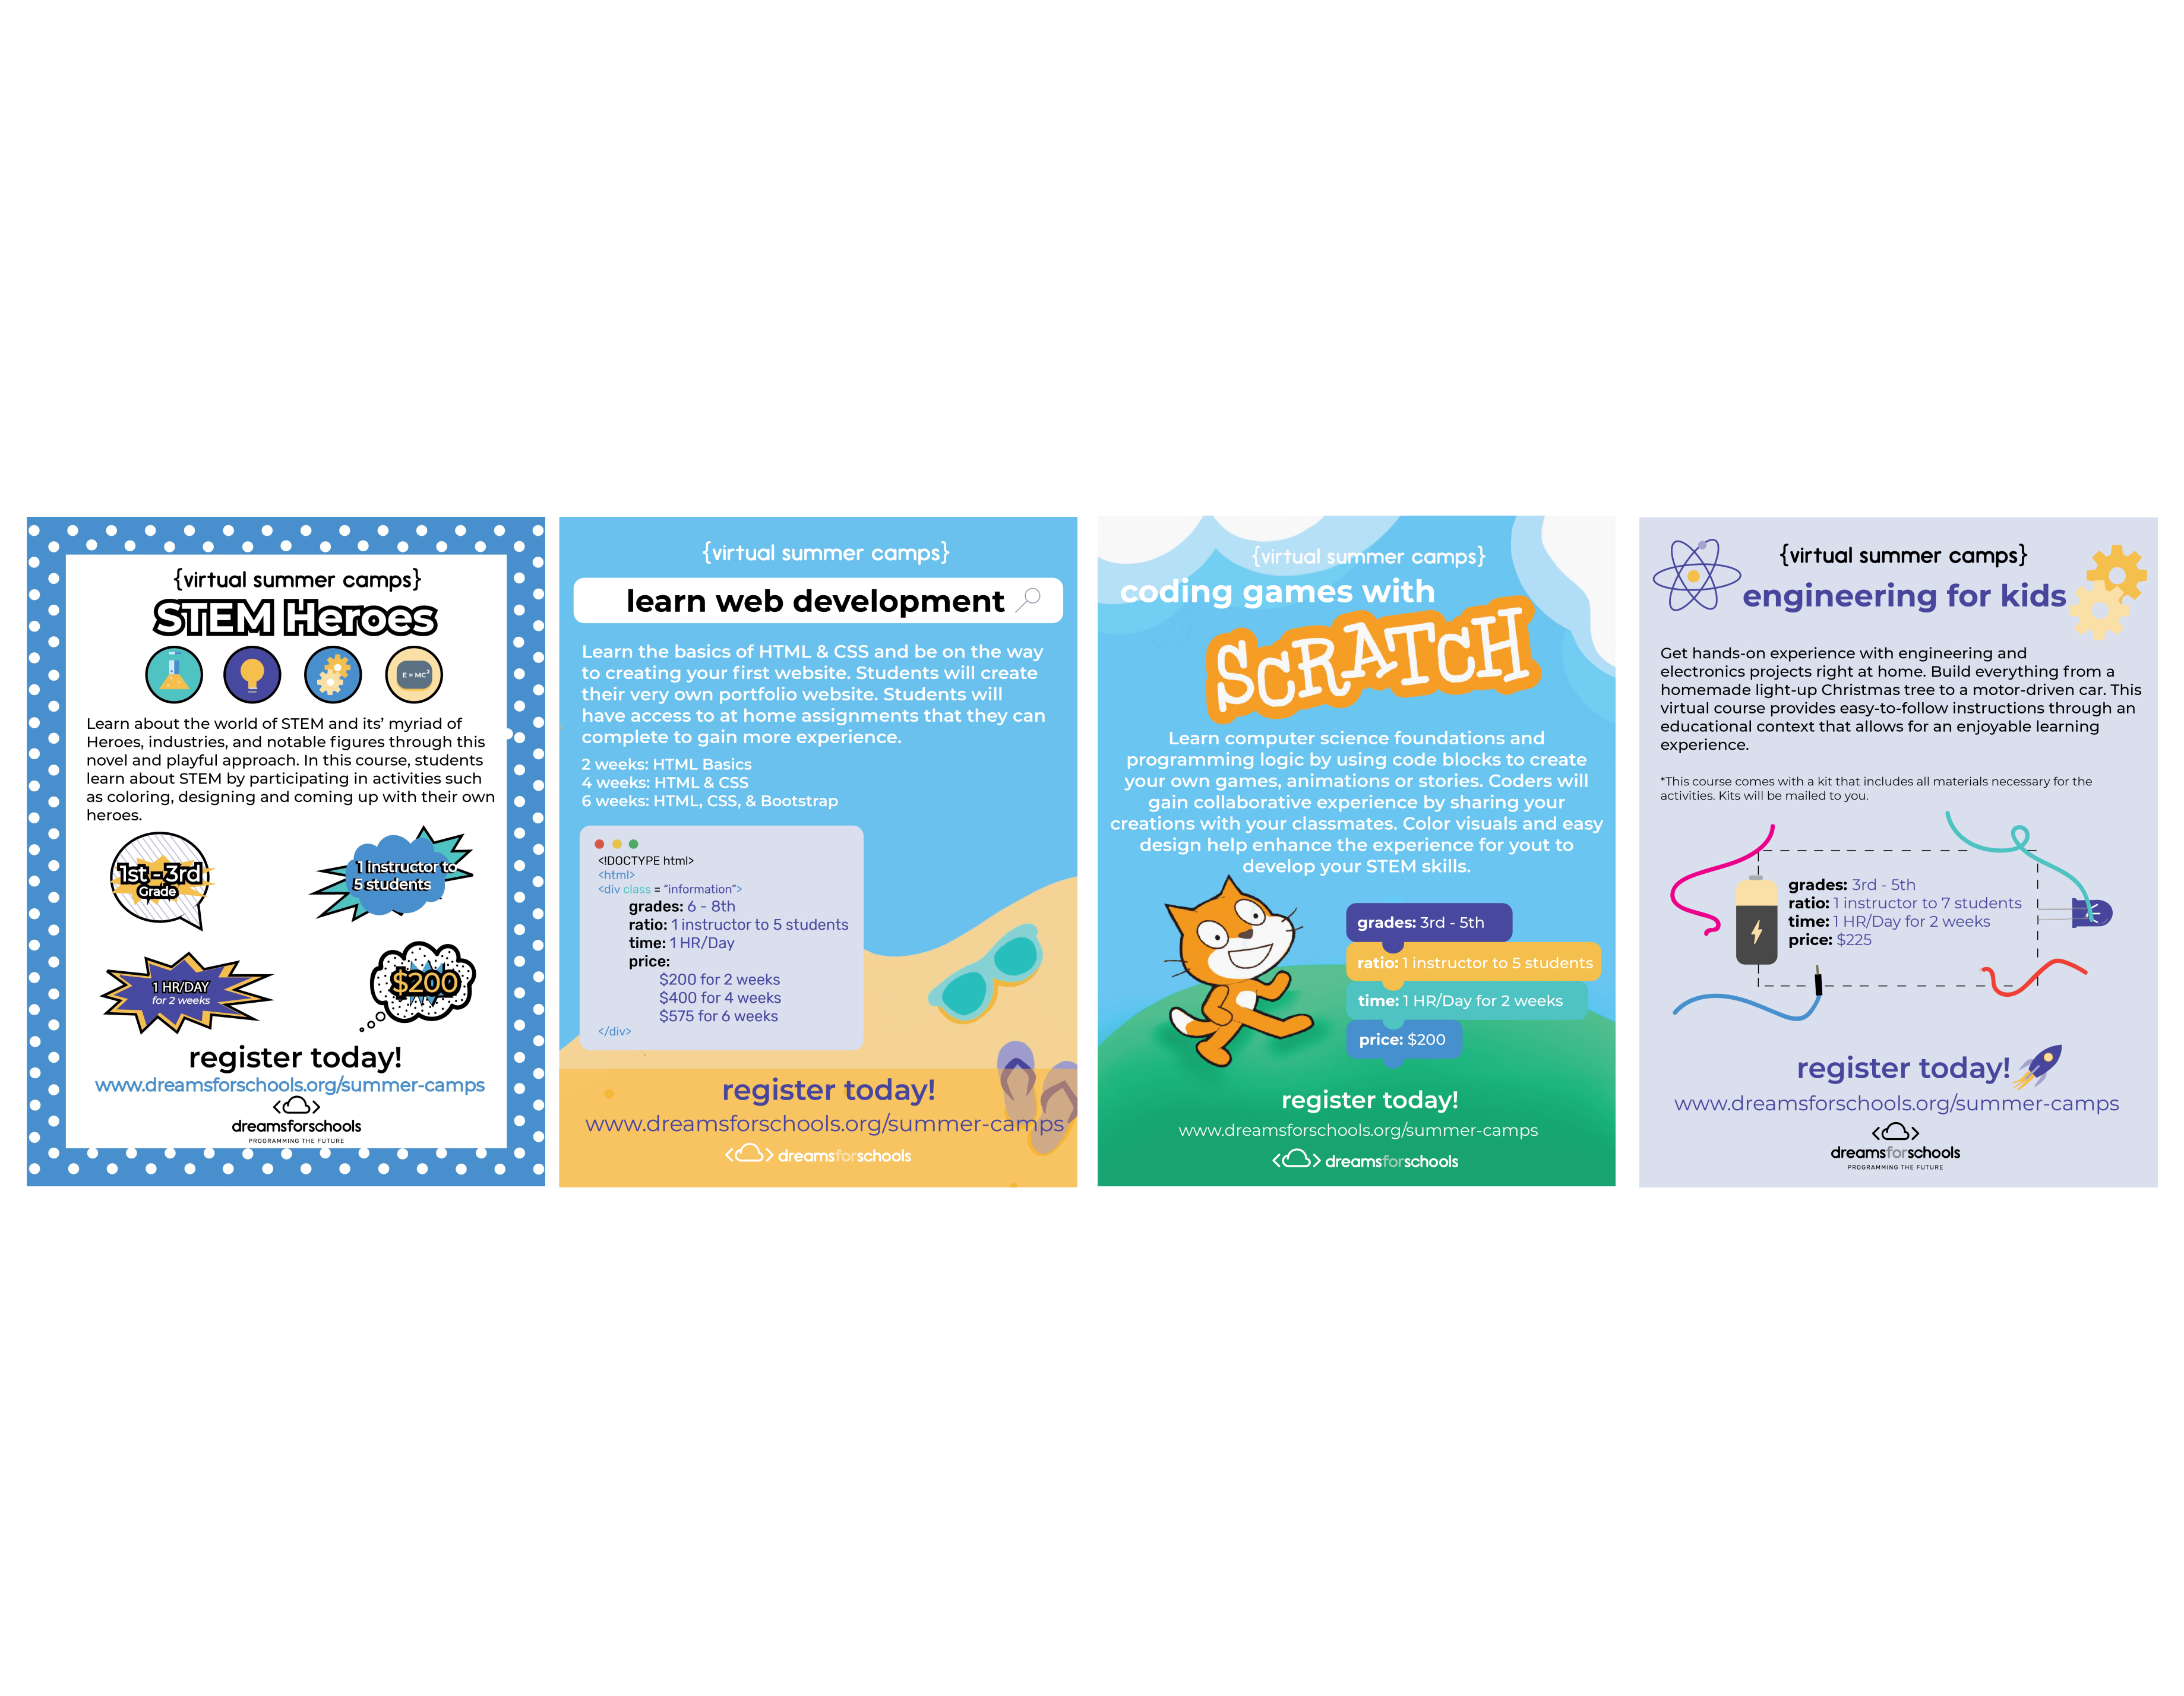 {virtual summer camps}
STEM Heroes
E = MC²
Learn about the world of STEM and its’ myriad of
Heroes, industries, and notable figures through this
novel and playful approach. In this course, students
learn about STEM by participating in activities such
as coloring, designing and coming up with their own
heroes.
1st - 3rd
Grade
1 Instructor to
5 students
1 HR/DAY
for 2 weeks
$200
register today!
www.dreamsforschools.org/summer-camps
dreamsforschools
PROGRAMMING THE FUTURE
{virtual summer camps}
learn web development
Learn the basics of HTML & CSS and be on the way
to creating your first website. Students will create
their very own portfolio website. Students will
have access to at home assignments that they can
complete to gain more experience.
2 weeks: HTML Basics
4 weeks: HTML & CSS
6 weeks: HTML, CSS, & Bootstrap
<!DOCTYPE html>
<html>
<div class = “information”>
grades: 6 - 8th
ratio: 1 instructor to 5 students
time: 1 HR/Day
price:
$200 for 2 weeks
$400 for 4 weeks
$575 for 6 weeks
</div>
register today!
www.dreamsforschools.org/summer-camps
dreamsforschools
{virtual summer camps}
coding games with
SCRATCH
Learn computer science foundations and
programming logic by using code blocks to create
your own games, animations or stories. Coders will
gain collaborative experience by sharing your
creations with your classmates. Color visuals and easy
design help enhance the experience for yout to
develop your STEM skills.
grades: 3rd - 5th
ratio: 1 instructor to 5 students
time: 1 HR/Day for 2 weeks
price: $200
register today!
www.dreamsforschools.org/summer-camps
dreamsforschools
{virtual summer camps}
engineering for kids
Get hands-on experience with engineering and
electronics projects right at home. Build everything from a
homemade light-up Christmas tree to a motor-driven car. This
virtual course provides easy-to-follow instructions through an
educational context that allows for an enjoyable learning
experience.
*This course comes with a kit that includes all materials necessary for the
activities. Kits will be mailed to you.
grades: 3rd - 5th
ratio: 1 instructor to 7 students
time: 1 HR/Day for 2 weeks
price: $225
register today!
www.dreamsforschools.org/summer-camps
dreamsforschools
PROGRAMMING THE FUTURE